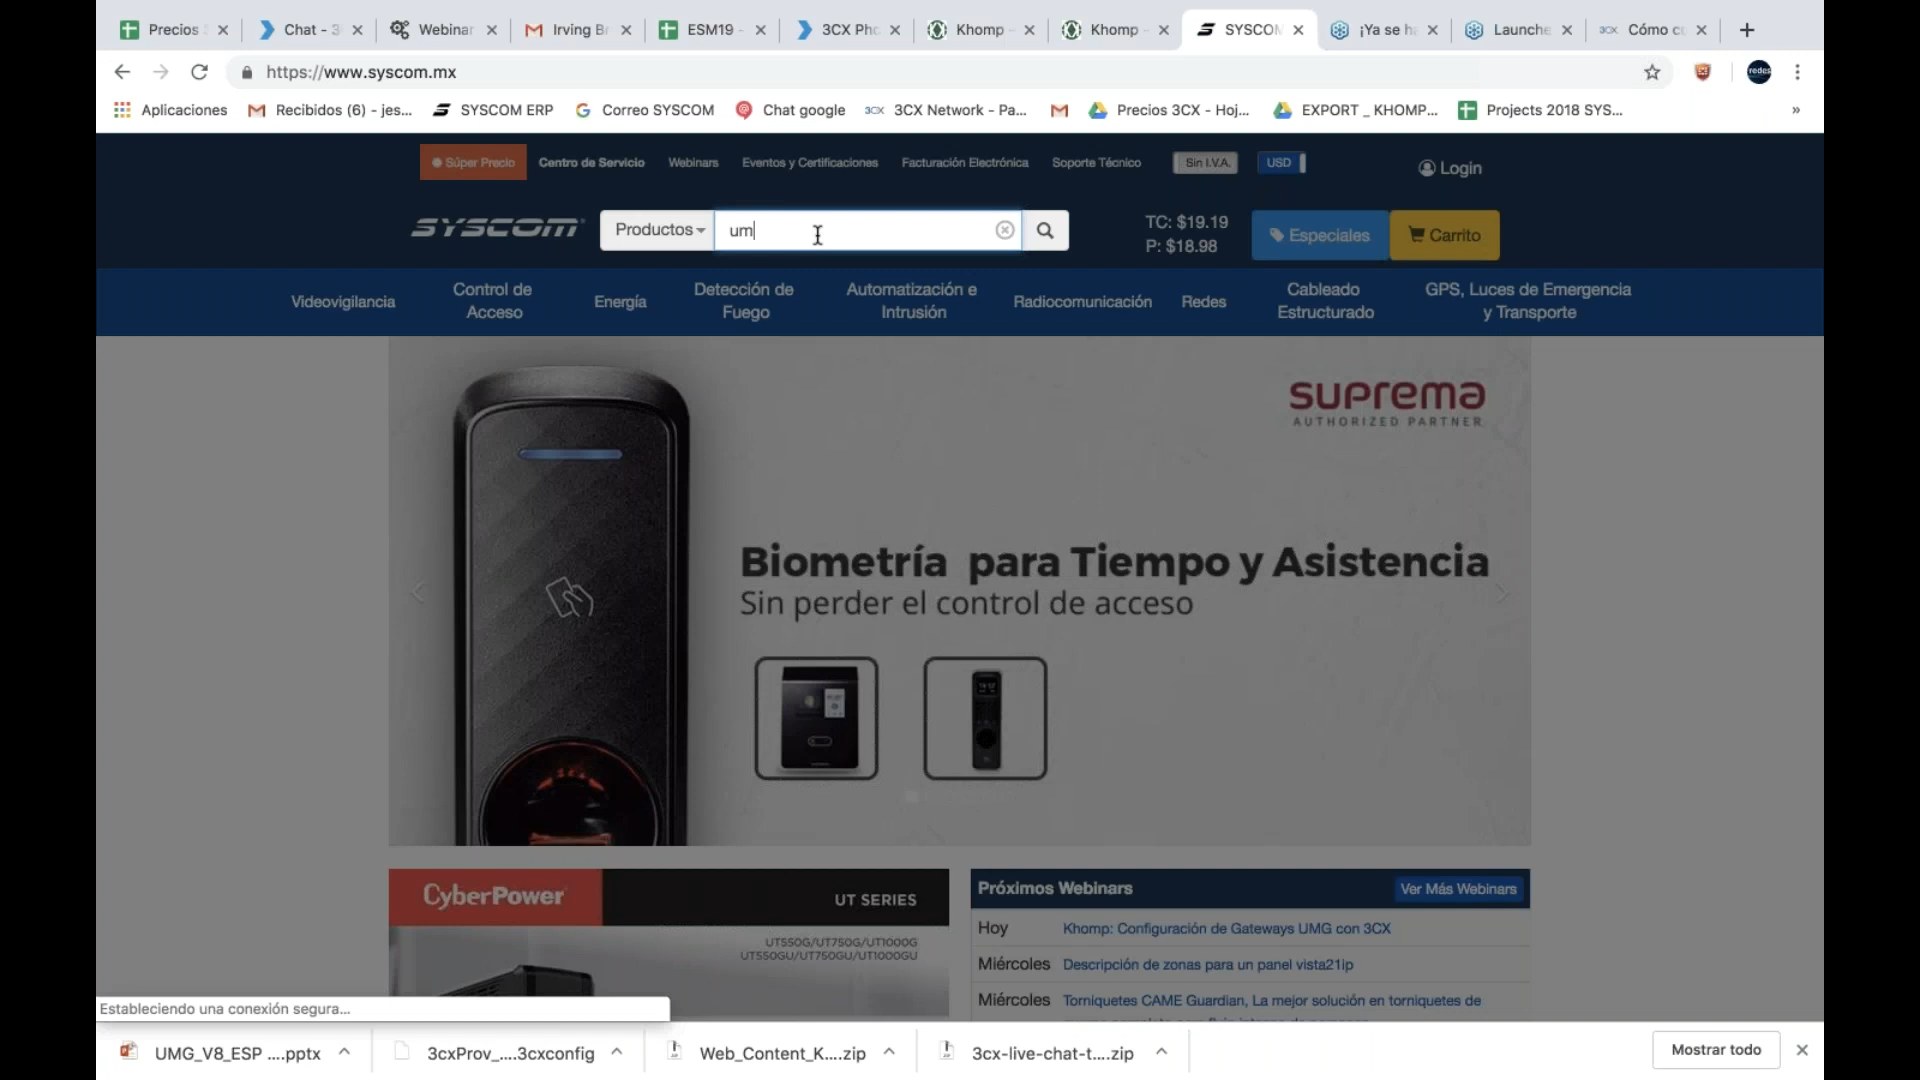 Precios
Chat - 3
Webinar
Irving Br
ESM19 -
3CX Pho
Khomp -
Khomp -
SYSCOM
¡Ya se ha
Launche
3CX Cómo c
https://www.syscom.mx
Aplicaciones
Recibidos (6) - jes...
SYSCOM ERP
Correo SYSCOM
Chat google
3CX 3CX Network - Pa...
Precios 3CX - Hoj...
EXPORT _ KHOMP...
Projects 2018 SYS...
»
Súper Precio
Centro de Servicio
Webinars
Eventos y Certificaciones
Facturación Electrónica
Soporte Técnico
Sin I.V.A.
USD
Login
SYSCOM
Productos
um
TC: $19.19
P: $18.98
Especiales
Carrito
Videovigilancia
Control de
Acceso
Energía
Detección de
Fuego
Automatización e
Intrusión
Radiocomunicación
Redes
Cableado
Estructurado
GPS, Luces de Emergencia
y Transporte
suprema
AUTHORIZED PARTNER
Biometría para Tiempo y Asistencia
Sin perder el control de acceso
CyberPower
UT SERIES
UT550G/UT750G/UT1000G
UT550GU/UT750GU/UT1000GU
Próximos Webinars
Ver Más Webinars
Hoy Khomp: Configuración de Gateways UMG con 3CX
Miércoles Descripción de zonas para un panel vista21ip
Miércoles Torniquetes CAME Guardian, La mejor solución en torniquetes de
Estableciendo una conexión segura...
UMG_V8_ESP ....pptx
3cxProv_....3cxconfig
Web_Content_K....zip
3cx-live-chat-t....zip
Mostrar todo